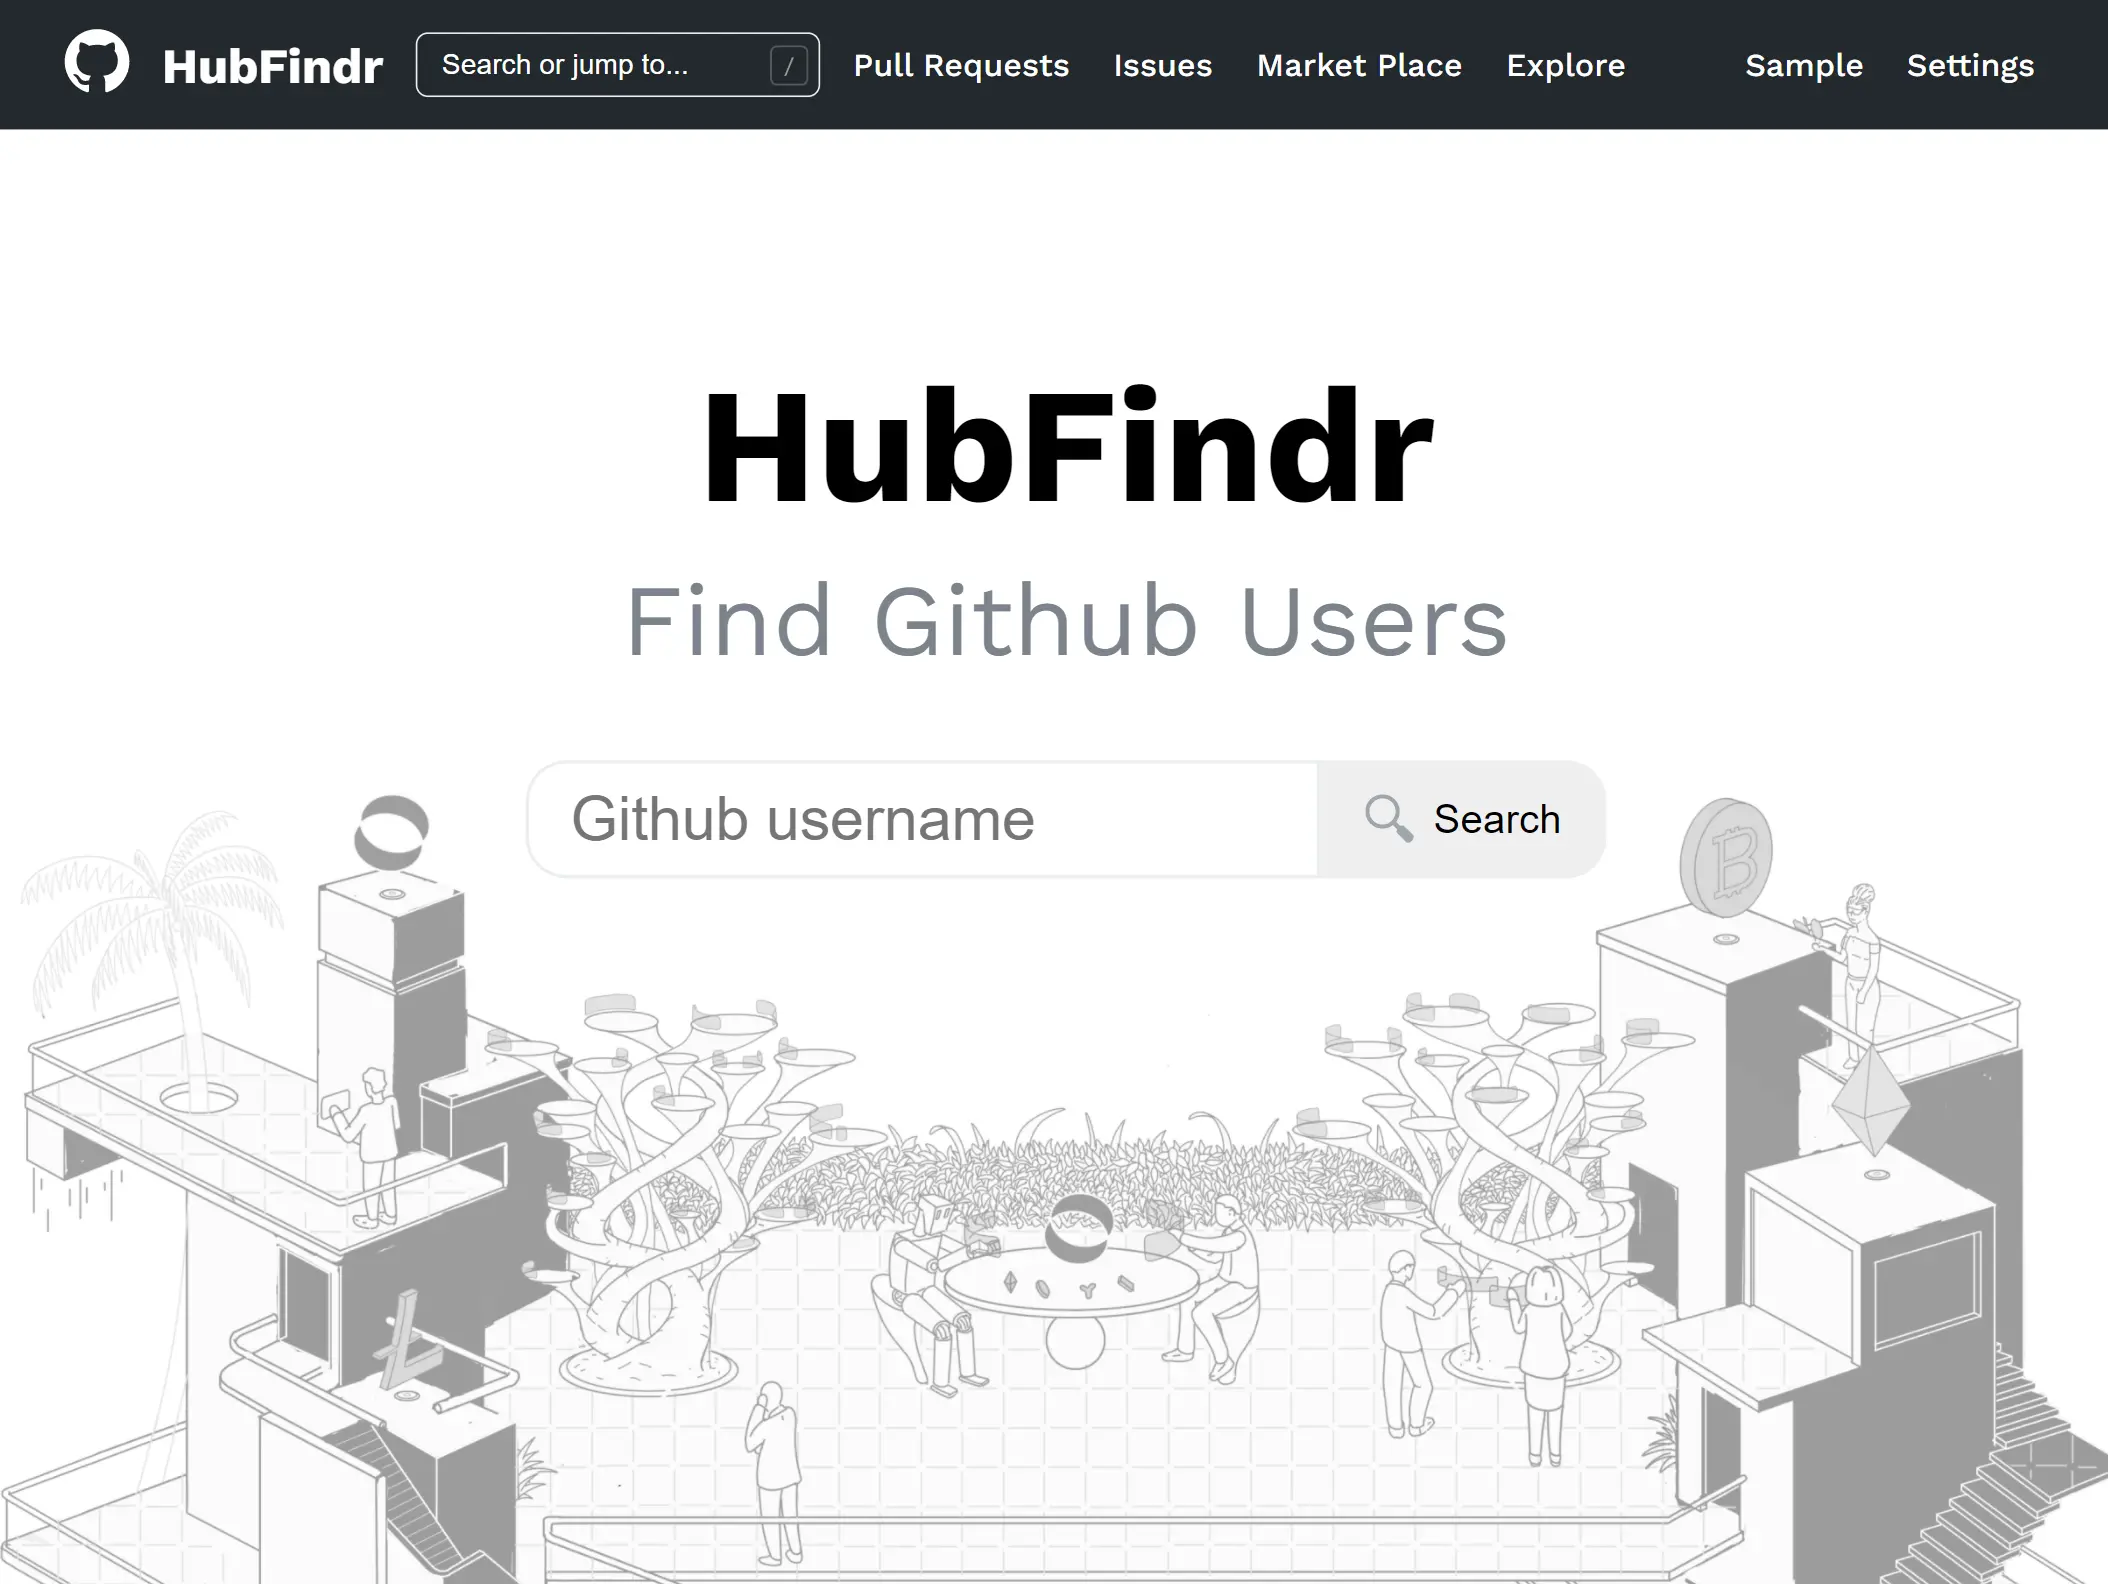 HubFindr Search or jump to... / Pull Requests Issues Market Place Explore Sample Settings
HubFindr
Find Github Users
Github username Search